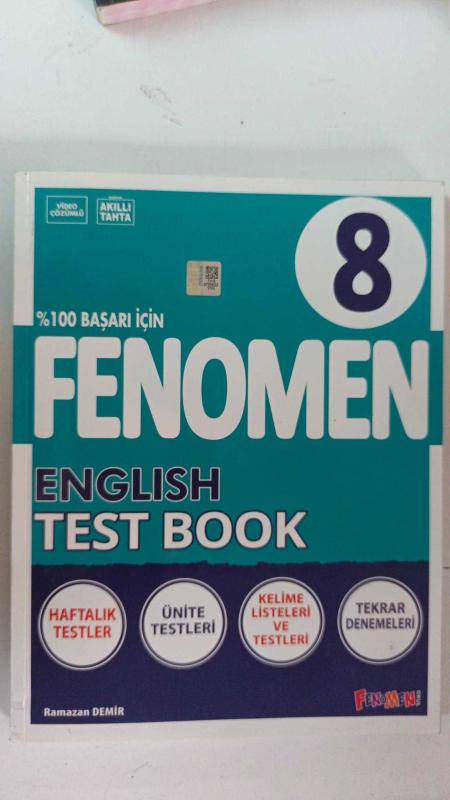 VİDEO
ÇÖZÜMLÜ
AKILLI
TAHTA
8
%100 BAŞARI İÇİN
FENOMEN
ENGLISH
TEST BOOK
HAFTALIK
TESTLER
ÜNİTE
TESTLERİ
KELİME
LİSTELERİ
VE
TESTLERİ
TEKRAR
DENEMELERİ
Ramazan DEMİR
FENOMEN